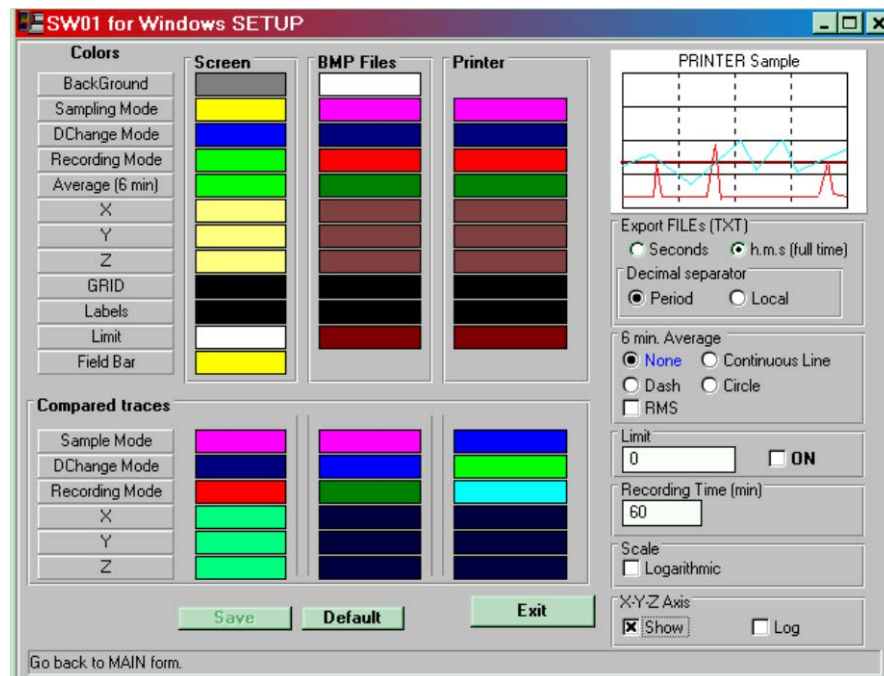 SW01 for Windows SETUP
Colors
Screen
BMP Files
Printer
BackGround
Sampling Mode
DChange Mode
Recording Mode
Average (6 min)
X
Y
Z
GRID
Labels
Limit
Field Bar
Compared traces
Sample Mode
DChange Mode
Recording Mode
X
Y
Z
Save
Default
Exit
PRINTER Sample
Export FILEs (TXT)
Seconds h.m.s (full time)
Decimal separator
Period Local
6 min. Average
None Continuous Line
Dash Circle
RMS
Limit
0 ON
Recording Time (min)
60
Scale
Logarithmic
X-Y-Z Axis
Show Log
Go back to MAIN form.